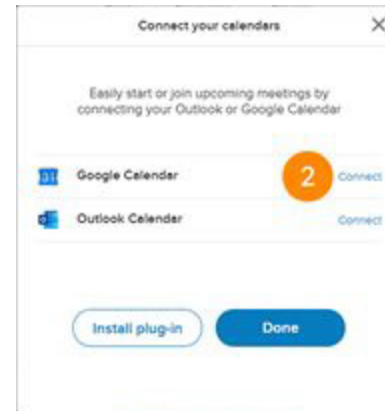 Connect your calendars
Easily start or join upcoming meetings by
connecting your Outlook or Google Calendar
31
Google Calendar
2
Connect
Outlook Calendar
Connect
Install plug-in
Done